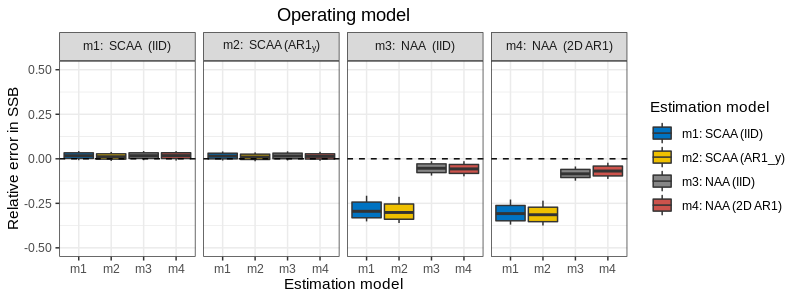 Operating model
m1: SCAA (IID)
m2: SCAA (AR1y)
m3: NAA (IID)
m4: NAA (2D AR1)
Relative error in SSB
0.50
0.25
0.00
-0.25
-0.50
m1 m2 m3 m4
m1 m2 m3 m4
m1 m2 m3 m4
m1 m2 m3 m4
Estimation model
Estimation model
m1: SCAA (IID)
m2: SCAA (AR1_y)
m3: NAA (IID)
m4: NAA (2D AR1)